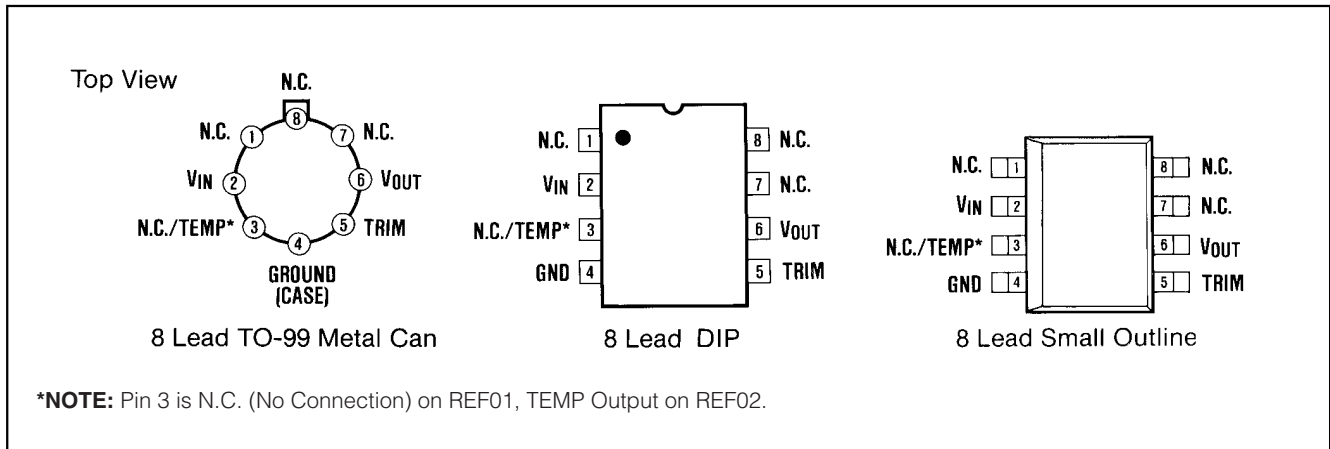 Top View
N.C.
8
N.C. 1
7 N.C.
VIN 2
6 VOUT
N.C./TEMP* 3
5 TRIM
4
GROUND
(CASE)
8 Lead TO-99 Metal Can
N.C. 1
8 N.C.
VIN 2
7 N.C.
N.C./TEMP* 3
6 VOUT
GND 4
5 TRIM
8 Lead DIP
N.C. 1
8 N.C.
VIN 2
7 N.C.
N.C./TEMP* 3
6 VOUT
GND 4
5 TRIM
8 Lead Small Outline
*NOTE: Pin 3 is N.C. (No Connection) on REF01, TEMP Output on REF02.